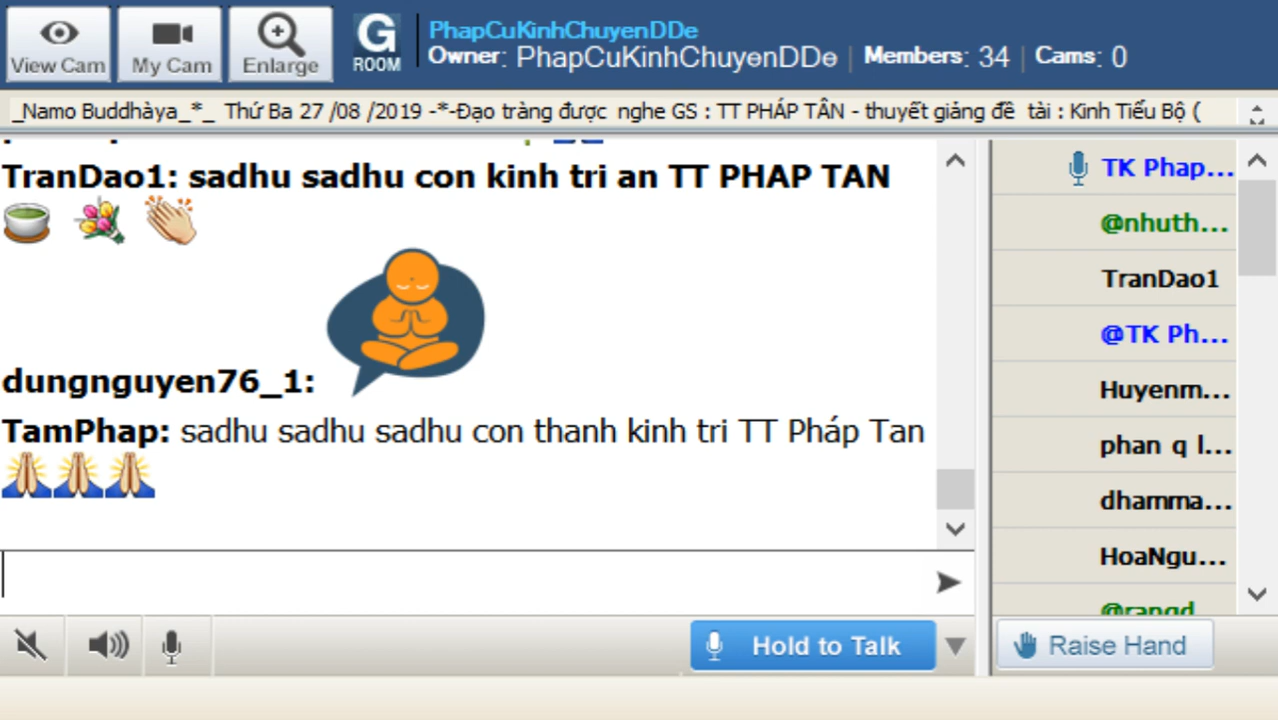 View Cam
My Cam
Enlarge
G
ROOM
PhapCuKinhChuyenDDe
Owner: PhapCuKinhChuyenDDe | Members: 34 | Cams: 0
_Namo Buddhàya_*_ Thứ Ba 27 /08 /2019 -*-Đạo tràng được nghe GS : TT PHÁP TÂN - thuyết giảng đề tài : Kinh Tiểu Bộ (
TranDao1: sadhu sadhu con kinh tri an TT PHAP TAN
dungnguyen76_1:
TamPhap: sadhu sadhu sadhu con thanh kinh tri TT Pháp Tan
TK Phap...
@nhuth...
TranDao1
@TK Ph...
Huyenm...
phan q l...
dhamma...
HoaNgu...
Hold to Talk
Raise Hand